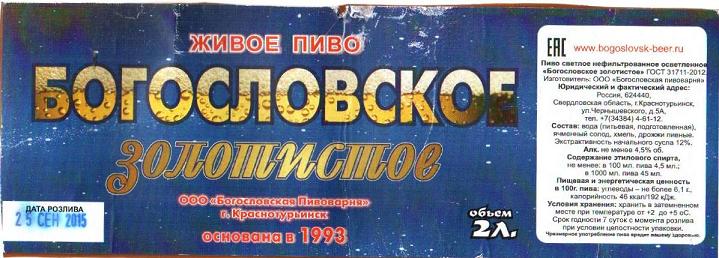 ЖИВОЕ ПИВО
БОГОСЛОВСКОЕ
золотистое
ООО «Богословская Пивоварня»
г. Краснотурьинск
основана в 1993
ДАТА РОЗЛИВА
25 СЕН 2015
объем
2л.
ЕАС www.bogoslovsk-beer.ru
Пиво светлое нефильтрованное осветленное
«Богословское золотистое» ГОСТ 31711-2012.
Изготовитель: ООО «Богословская пивоварня»
Юридический и фактический адрес:
Россия, 624440,
Свердловская область, г.Краснотурьинск,
ул.Чернышевского, д.5А,
тел. +7(34384) 4-61-12.
Состав: вода (питьевая, подготовленная),
ячменный солод, хмель, дрожжи пивные.
Экстрактивность начального сусла 12%.
Алк. не менее 4,5% об.
Содержание этилового спирта,
не менее: в 100 мл. пива 4,5 мл.;
в 1000 мл. пива 45 мл.
Пищевая и энергетическая ценность
в 100г. пива: углеводы – не более 6,1 г.,
калорийность 46 ккал/192 кДж.
Условия хранения: хранить в затемненном
месте при температуре от +2 до +5 оС.
Срок годности 7 суток с момента розлива
при условии целостности упаковки.
Чрезмерное употребление пива вредит вашему здоровью.